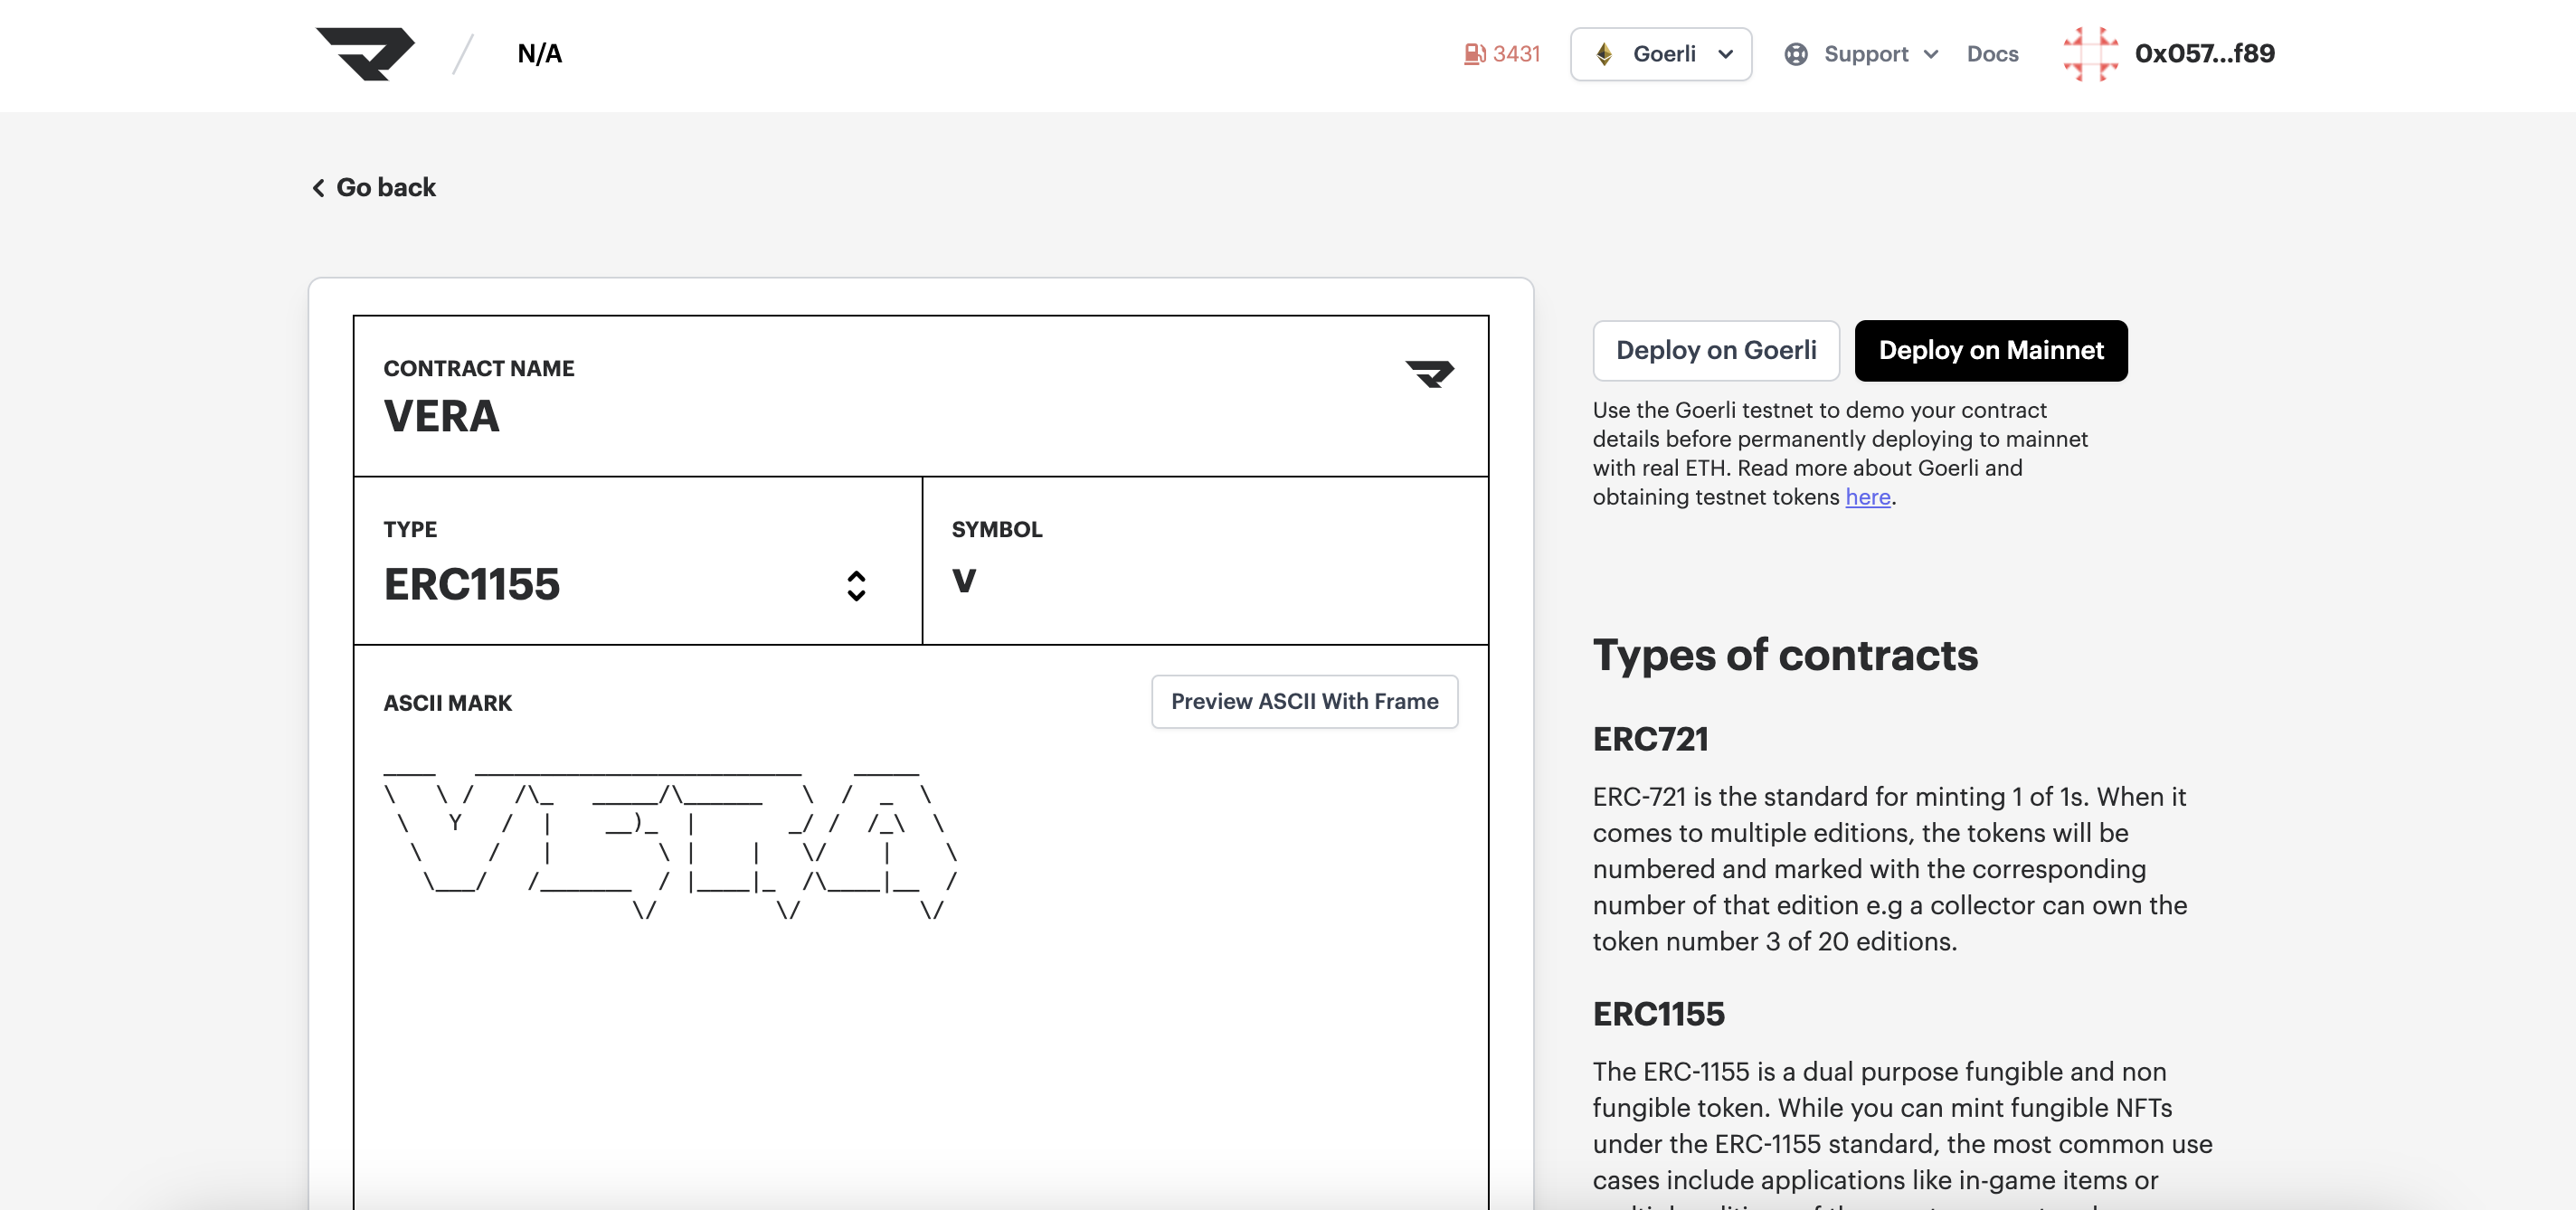 N/A
3431
Goerli
Support
Docs
0x057...f89
Go back
CONTRACT NAME
VERA
TYPE
ERC1155
SYMBOL
V
ASCII MARK
Preview ASCII With Frame
VERA
Deploy on Goerli
Deploy on Mainnet
Use the Goerli testnet to demo your contract
details before permanently deploying to mainnet
with real ETH. Read more about Goerli and
obtaining testnet tokens here.
Types of contracts
ERC721
ERC-721 is the standard for minting 1 of 1s. When it
comes to multiple editions, the tokens will be
numbered and marked with the corresponding
number of that edition e.g a collector can own the
token number 3 of 20 editions.
ERC1155
The ERC-1155 is a dual purpose fungible and non
fungible token. While you can mint fungible NFTs
under the ERC-1155 standard, the most common use
cases include applications like in-game items or